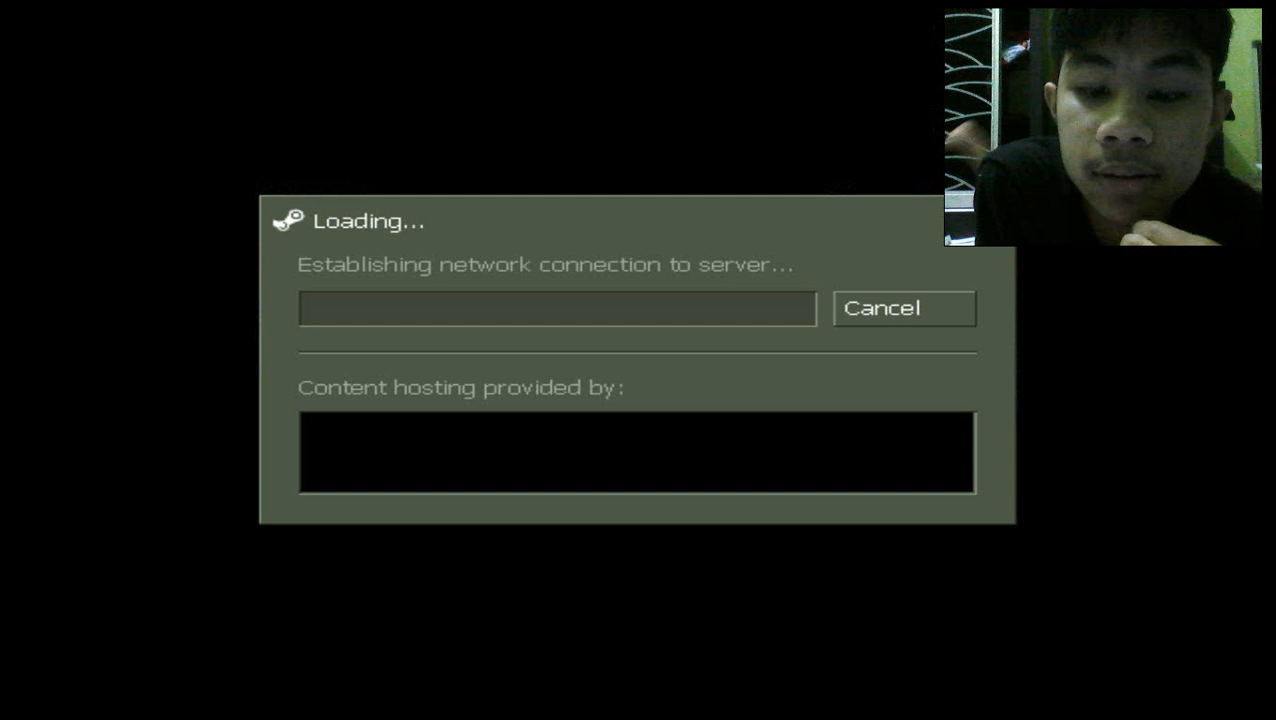 Loading...
Establishing network connection to server...
Cancel
Content hosting provided by: